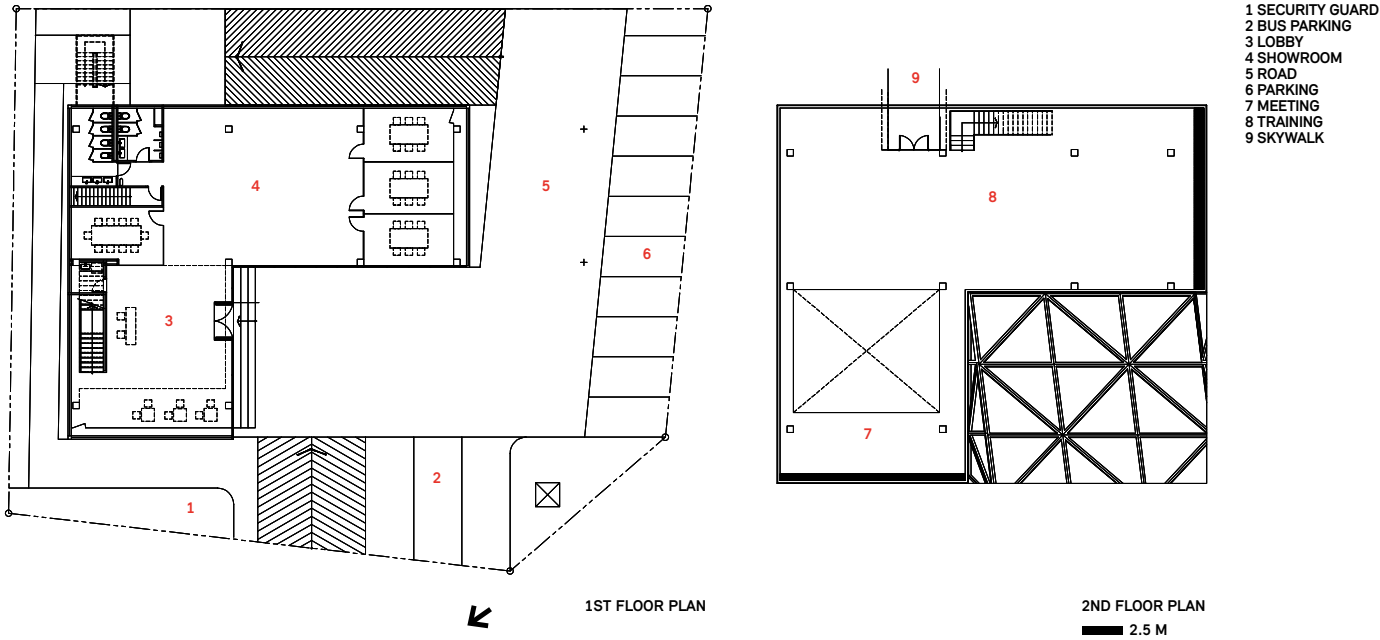 1 SECURITY GUARD
2 BUS PARKING
3 LOBBY
4 SHOWROOM
5 ROAD
6 PARKING
7 MEETING
8 TRAINING
9 SKYWALK
9
4
5
8
6
3
7
2
1
1ST FLOOR PLAN
2ND FLOOR PLAN
2.5 M